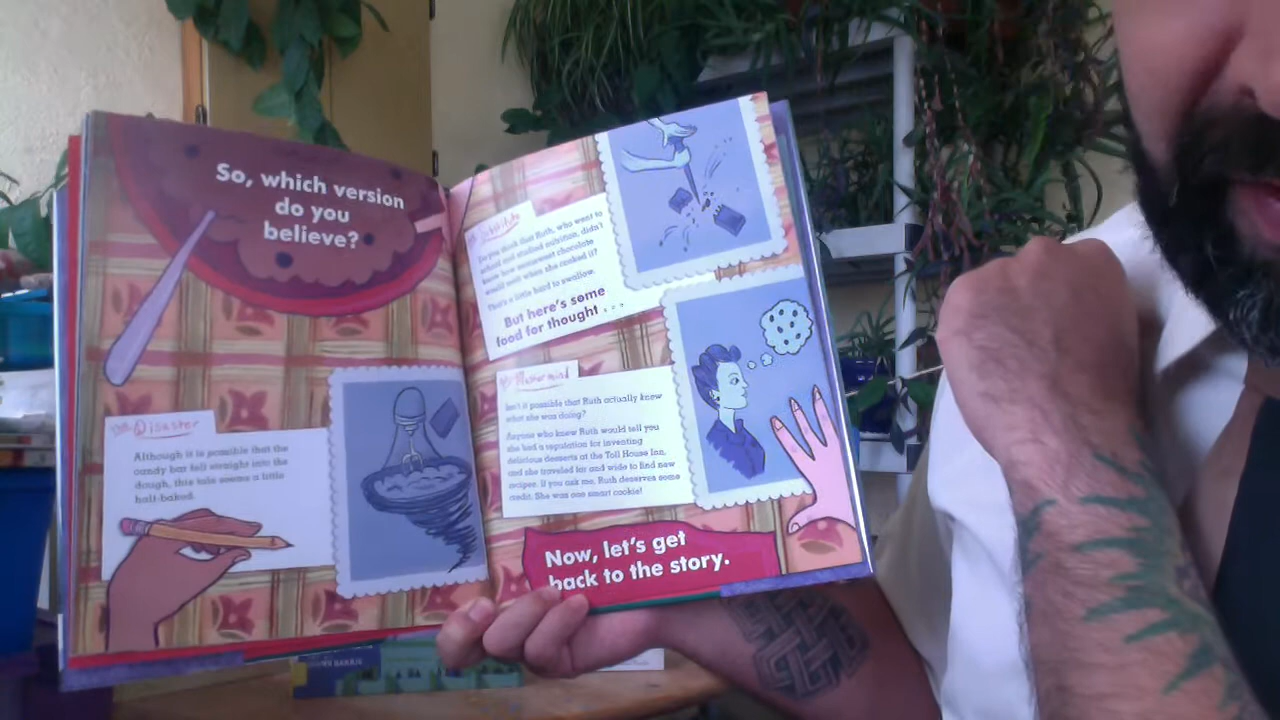 So, which version
do you
believe?
The Disaster
Although it is possible that the
candy bar fell straight into the
dough, this tale seems a little
half-baked.
Do you think that Ruth, who went to
school and studied nutrition, didn't
know how semisweet chocolate
would melt when she cooked it?
That's a little hard to swallow.
But here's some
food for thought . . .
The Mastermind
Isn't it possible that Ruth actually knew
what she was doing?
Anyone who knew Ruth would tell you
she had a reputation for inventing
delicious desserts at the Toll House Inn,
and she traveled far and wide to find new
recipes. If you ask me, Ruth deserves some
credit. She was one smart cookie!
Now, let's get
back to the story.